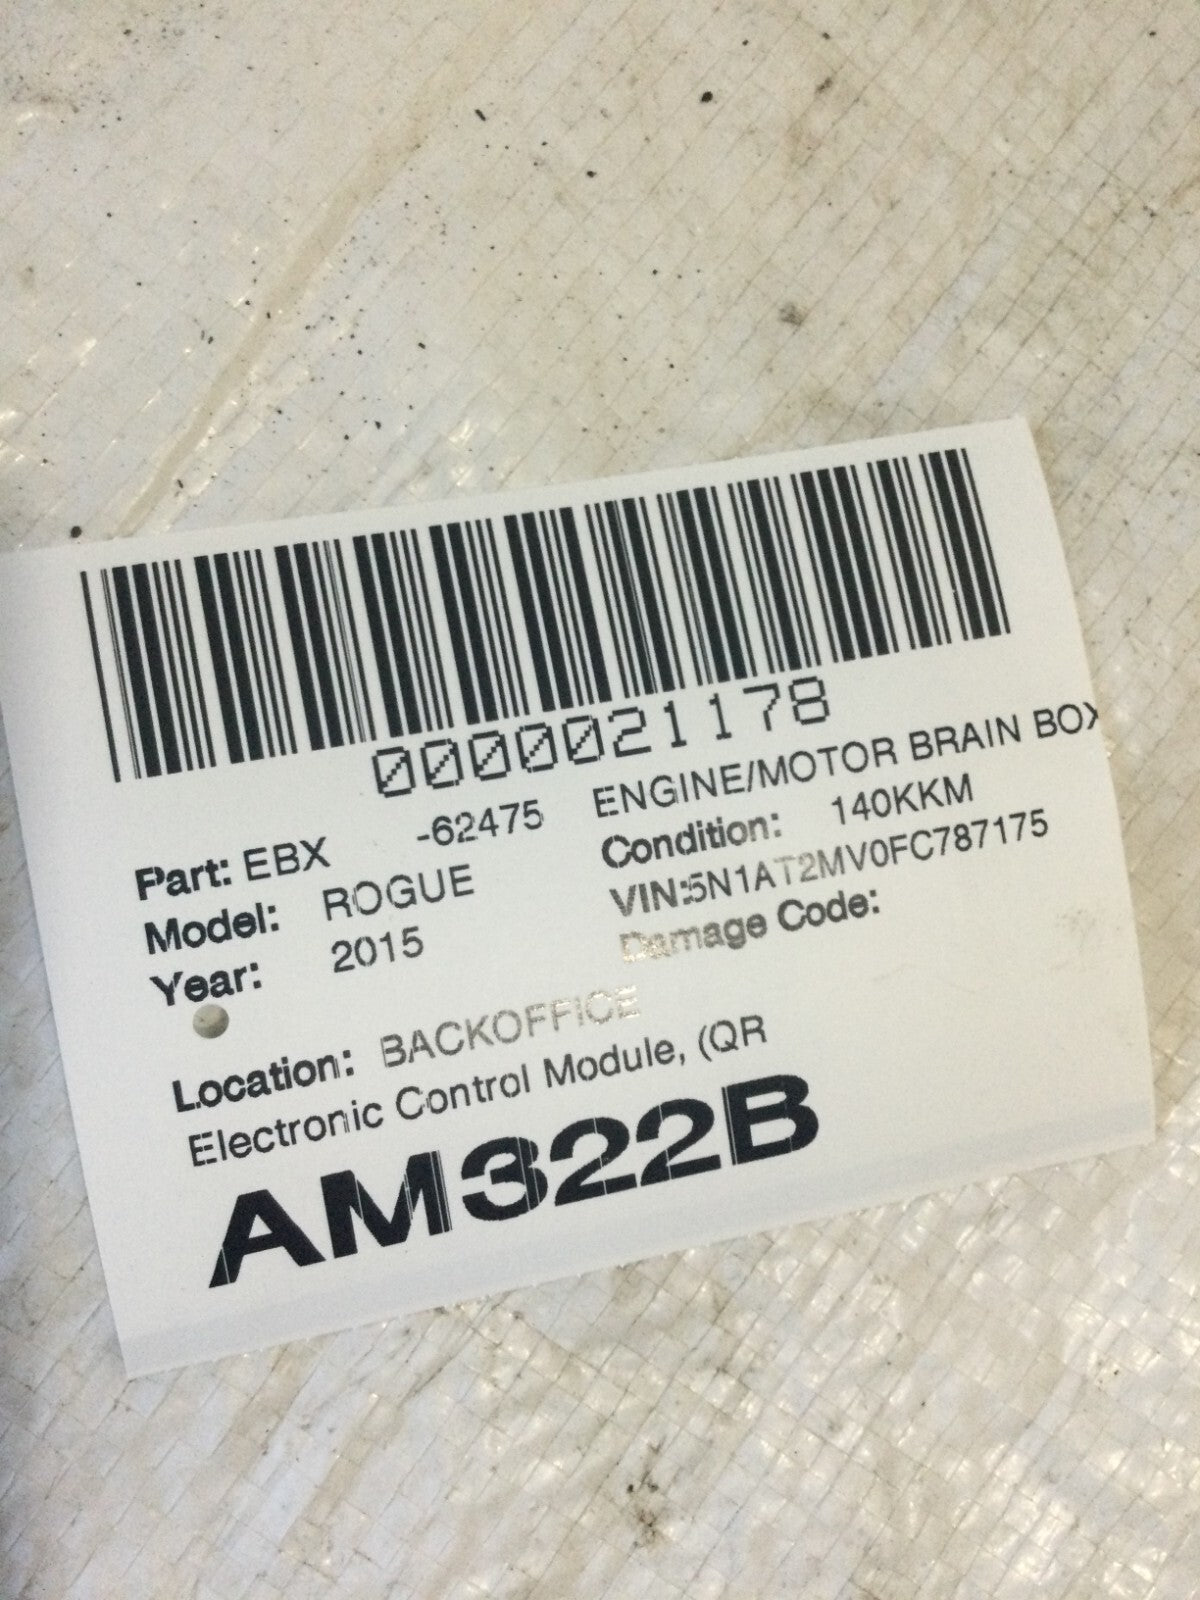 0000021178
Part: EBX -62475 ENGINE/MOTOR BRAIN BOX
Model: ROGUE Condition: 140KKM
Year: 2015 VIN:5N1AT2MV0FC787175
Damage Code:
Location: BACKOFFICE
Electronic Control Module, (QR
AM322B